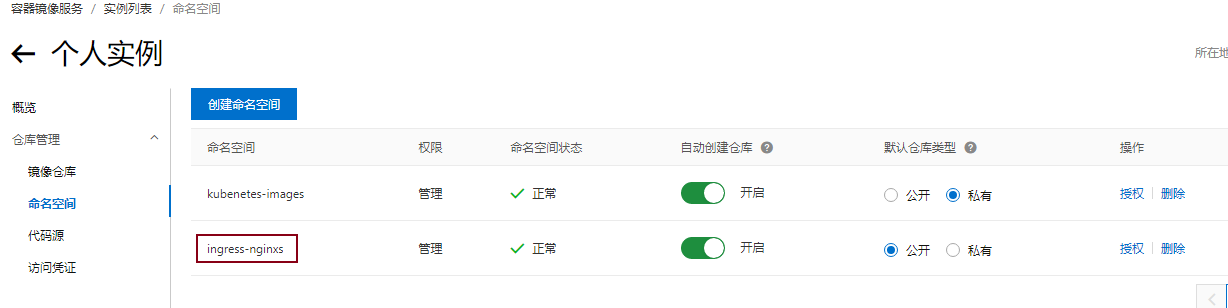 容器镜像服务 / 实例列表 / 命名空间
← 个人实例
所在地
概览
仓库管理
镜像仓库
命名空间
代码源
访问凭证
创建命名空间
命名空间 权限 命名空间状态 自动创建仓库 ? 默认仓库类型 ? 操作
kubenetes-images 管理 正常 开启 公开 私有 授权 删除
ingress-nginxs 管理 正常 开启 公开 私有 授权 删除